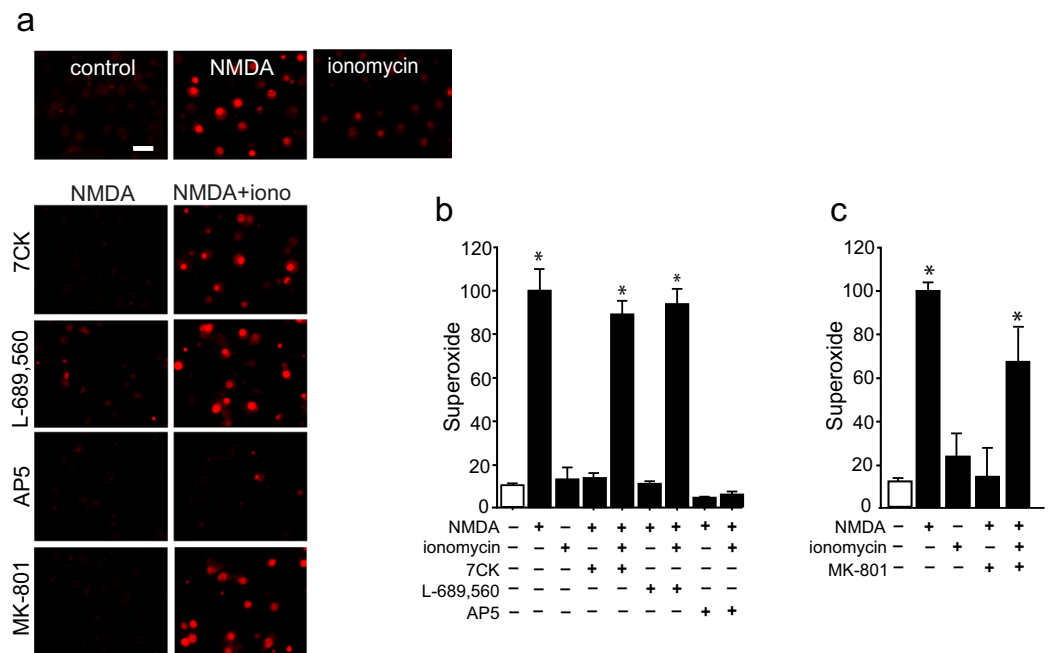 a
control NMDA ionomycin
NMDA NMDA+iono
7CK
L-689,560
AP5
MK-801
b
Superoxide
120
100
80
60
40
20
0
* * *
NMDA – + – + + + + + +
ionomycin – – + – + – + – +
7CK – – – + + – – – –
L-689,560 – – – – – + + – –
AP5 – – – – – – – + +
c
Superoxide
120
100
80
60
40
20
0
* *
NMDA – + – + +
ionomycin – – + – +
MK-801 – – – + +